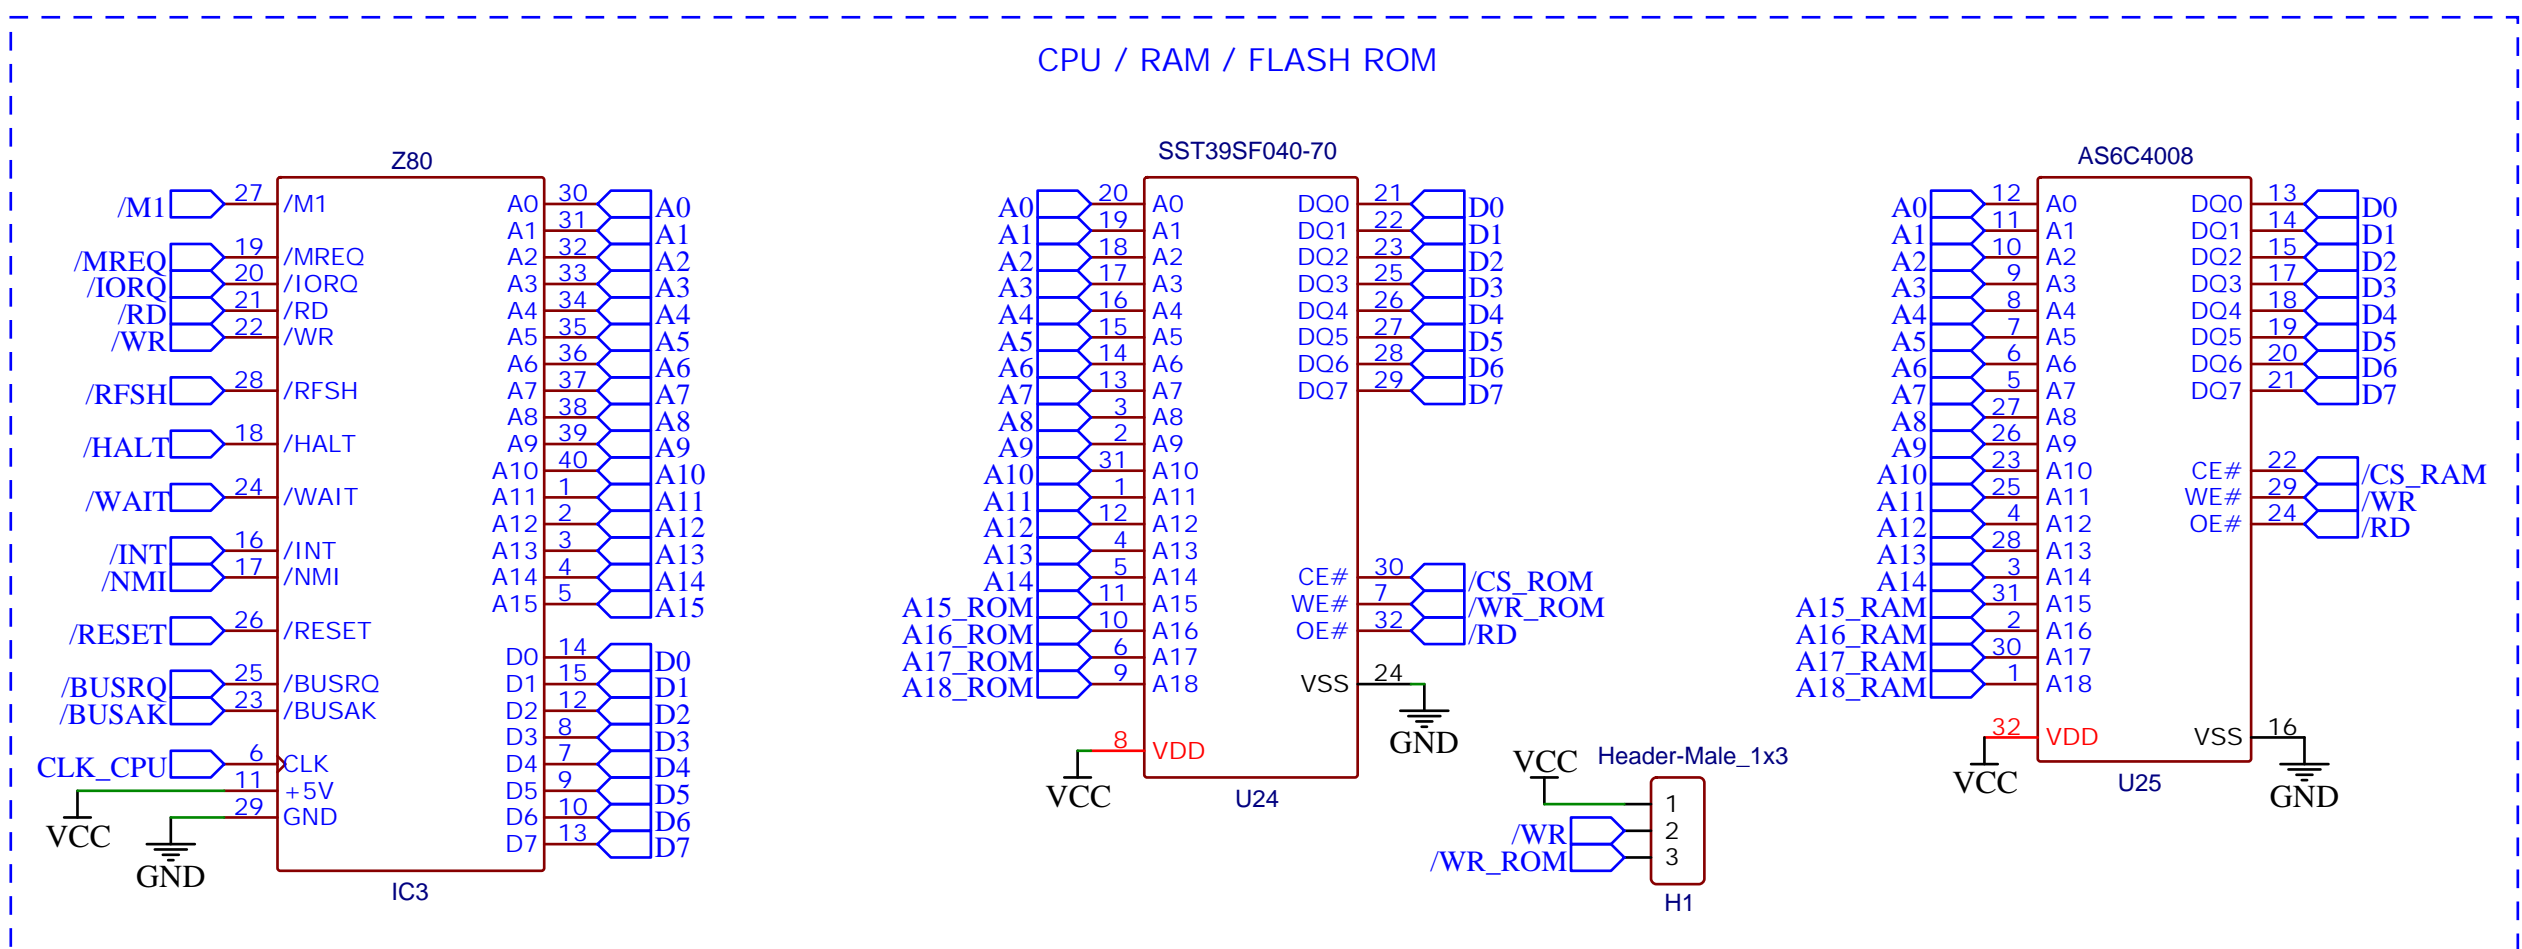 CPU / RAM / FLASH ROM
Z80
/M1 27 /M1
/MREQ 19 /MREQ
/IORQ 20 /IORQ
/RD 21 /RD
/WR 22 /WR
/RFSH 28 /RFSH
/HALT 18 /HALT
/WAIT 24 /WAIT
/INT 16 /INT
/NMI 17 /NMI
/RESET 26 /RESET
/BUSRQ 25 /BUSRQ
/BUSAK 23 /BUSAK
CLK_CPU 6 CLK
11 +5V
VCC
29 GND
GND
A0 30 A0
A1 31 A1
A2 32 A2
A3 33 A3
A4 34 A4
A5 35 A5
A6 36 A6
A7 37 A7
A8 38 A8
A9 39 A9
A10 40 A10
A11 1 A11
A12 2 A12
A13 3 A13
A14 4 A14
A15 5 A15
D0 14 D0
D1 15 D1
D2 12 D2
D3 8 D3
D4 7 D4
D5 9 D5
D6 10 D6
D7 13 D7
IC3
SST39SF040-70
A0 20 A0
A1 19 A1
A2 18 A2
A3 17 A3
A4 16 A4
A5 15 A5
A6 14 A6
A7 13 A7
A8 3 A8
A9 2 A9
A10 31 A10
A11 1 A11
A12 12 A12
A13 4 A13
A14 5 A14
A15_ROM 11 A15
A16_ROM 10 A16
A17_ROM 6 A17
A18_ROM 9 A18
8 VDD
VCC
DQ0 21 D0
DQ1 22 D1
DQ2 23 D2
DQ3 25 D3
DQ4 26 D4
DQ5 27 D5
DQ6 28 D6
DQ7 29 D7
CE# 30 /CS_ROM
WE# 7 /WR_ROM
OE# 32 /RD
VSS 24
GND
U24
Header-Male_1x3
VCC
1
/WR 2
/WR_ROM 3
H1
AS6C4008
A0 12 A0
A1 11 A1
A2 10 A2
A3 9 A3
A4 8 A4
A5 7 A5
A6 6 A6
A7 5 A7
A8 27 A8
A9 26 A9
A10 23 A10
A11 25 A11
A12 4 A12
A13 28 A13
A14 3 A14
A15_RAM 31 A15
A16_RAM 2 A16
A17_RAM 30 A17
A18_RAM 1 A18
32 VDD
VCC
DQ0 13 D0
DQ1 14 D1
DQ2 15 D2
DQ3 17 D3
DQ4 18 D4
DQ5 19 D5
DQ6 20 D6
DQ7 21 D7
CE# 22 /CS_RAM
WE# 29 /WR
OE# 24 /RD
VSS 16
GND
U25